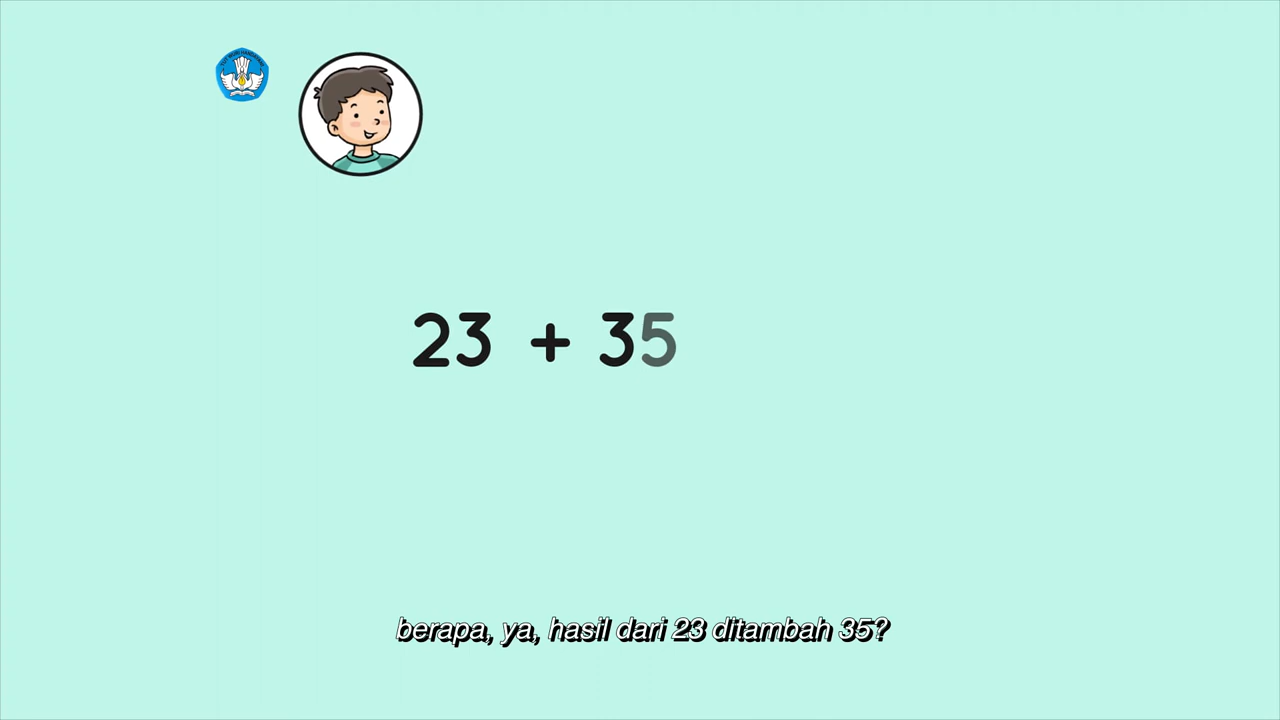 23 + 35
berapa, ya, hasil dari 23 ditambah 35?